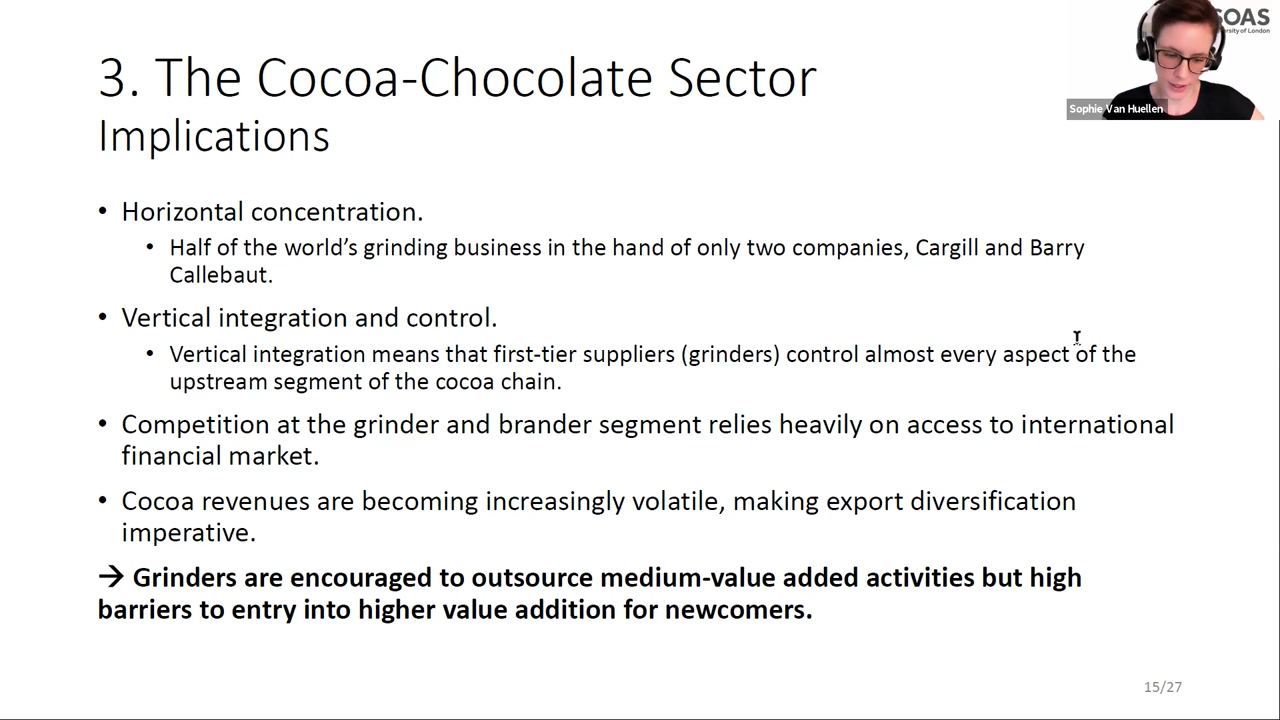 3. The Cocoa-Chocolate Sector
Implications
SOAS
University of London
Sophie Van Huellen
• Horizontal concentration.
• Half of the world's grinding business in the hand of only two companies, Cargill and Barry
Callebaut.
• Vertical integration and control.
• Vertical integration means that first-tier suppliers (grinders) control almost every aspect of the
upstream segment of the cocoa chain.
• Competition at the grinder and brander segment relies heavily on access to international
financial market.
• Cocoa revenues are becoming increasingly volatile, making export diversification
imperative.
→ Grinders are encouraged to outsource medium-value added activities but high
barriers to entry into higher value addition for newcomers.
15/27